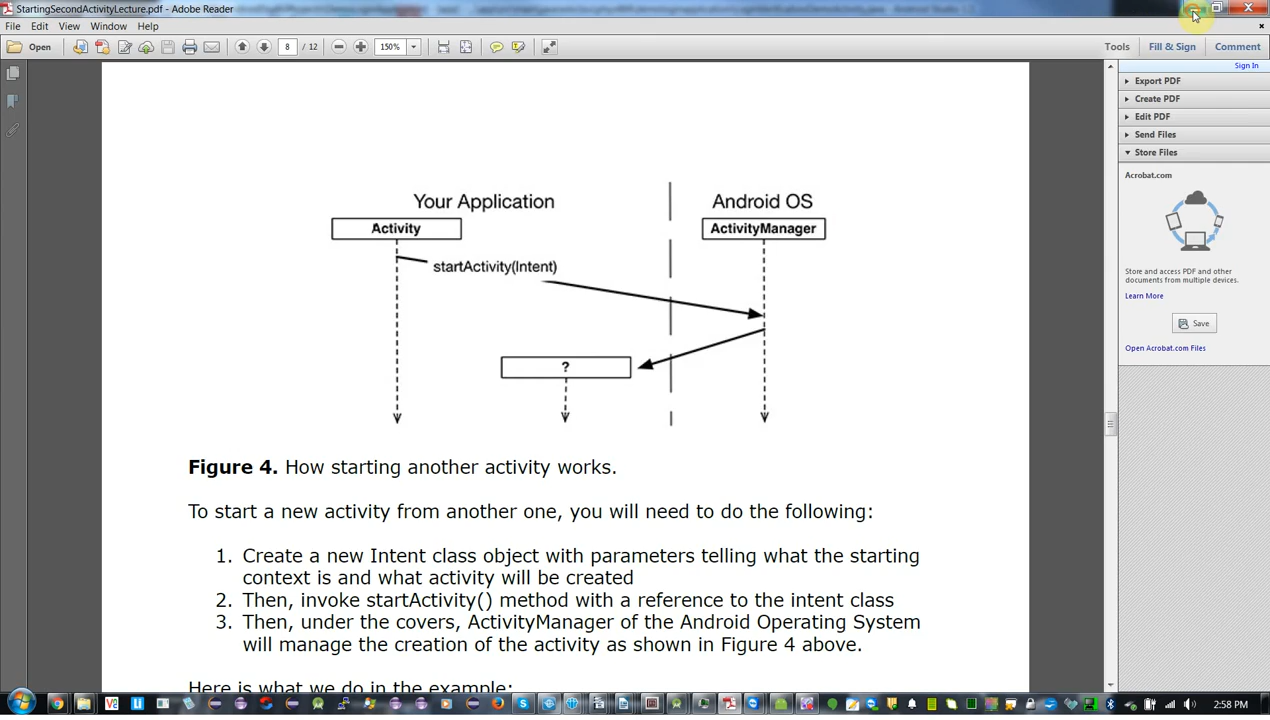 StartingSecondActivityLecture.pdf - Adobe Reader
File Edit View Window Help
Open 8 / 12 150% Tools Fill & Sign Comment
Sign In
Export PDF
Create PDF
Edit PDF
Send Files
Store Files
Acrobat.com
Store and access PDF and other
documents from multiple devices.
Learn More
Save
Open Acrobat.com Files
Your Application Android OS
Activity ActivityManager
startActivity(Intent)
?
Figure 4. How starting another activity works.
To start a new activity from another one, you will need to do the following:
1. Create a new Intent class object with parameters telling what the starting
context is and what activity will be created
2. Then, invoke startActivity() method with a reference to the intent class
3. Then, under the covers, ActivityManager of the Android Operating System
will manage the creation of the activity as shown in Figure 4 above.
Here is what we do in the example:
2:58 PM